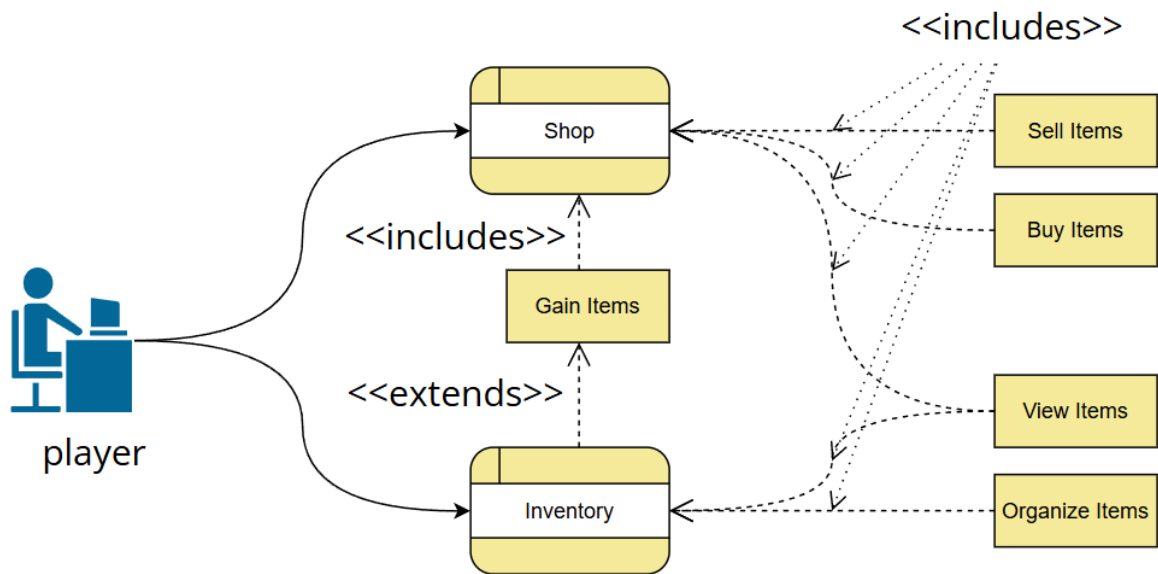 <<includes>>
Shop
Sell Items
Buy Items
<<includes>>
Gain Items
<<extends>>
View Items
player
Inventory
Organize Items